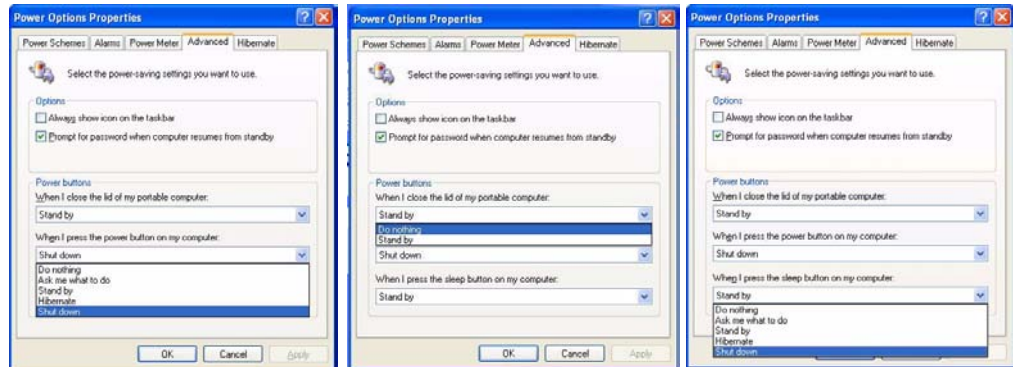 Power Options Properties
Power Schemes Alarms Power Meter Advanced Hibernate
Select the power-saving settings you want to use.
Options
Always show icon on the taskbar
Prompt for password when computer resumes from standby
Power buttons
When I close the lid of my portable computer:
Stand by
When I press the power button on my computer:
Shut down
Do nothing
Ask me what to do
Stand by
Hibernate
Shut down
OK Cancel Apply
Power Options Properties
Power Schemes Alarms Power Meter Advanced Hibernate
Select the power-saving settings you want to use.
Options
Always show icon on the taskbar
Prompt for password when computer resumes from standby
Power buttons
When I close the lid of my portable computer:
Stand by
Do nothing
Stand by
Shut down
When I press the sleep button on my computer:
Stand by
OK Cancel Apply
Power Options Properties
Power Schemes Alarms Power Meter Advanced Hibernate
Select the power-saving settings you want to use.
Options
Always show icon on the taskbar
Prompt for password when computer resumes from standby
Power buttons
When I close the lid of my portable computer:
Stand by
When I press the power button on my computer:
Shut down
When I press the sleep button on my computer:
Stand by
Do nothing
Ask me what to do
Stand by
Hibernate
Shut down